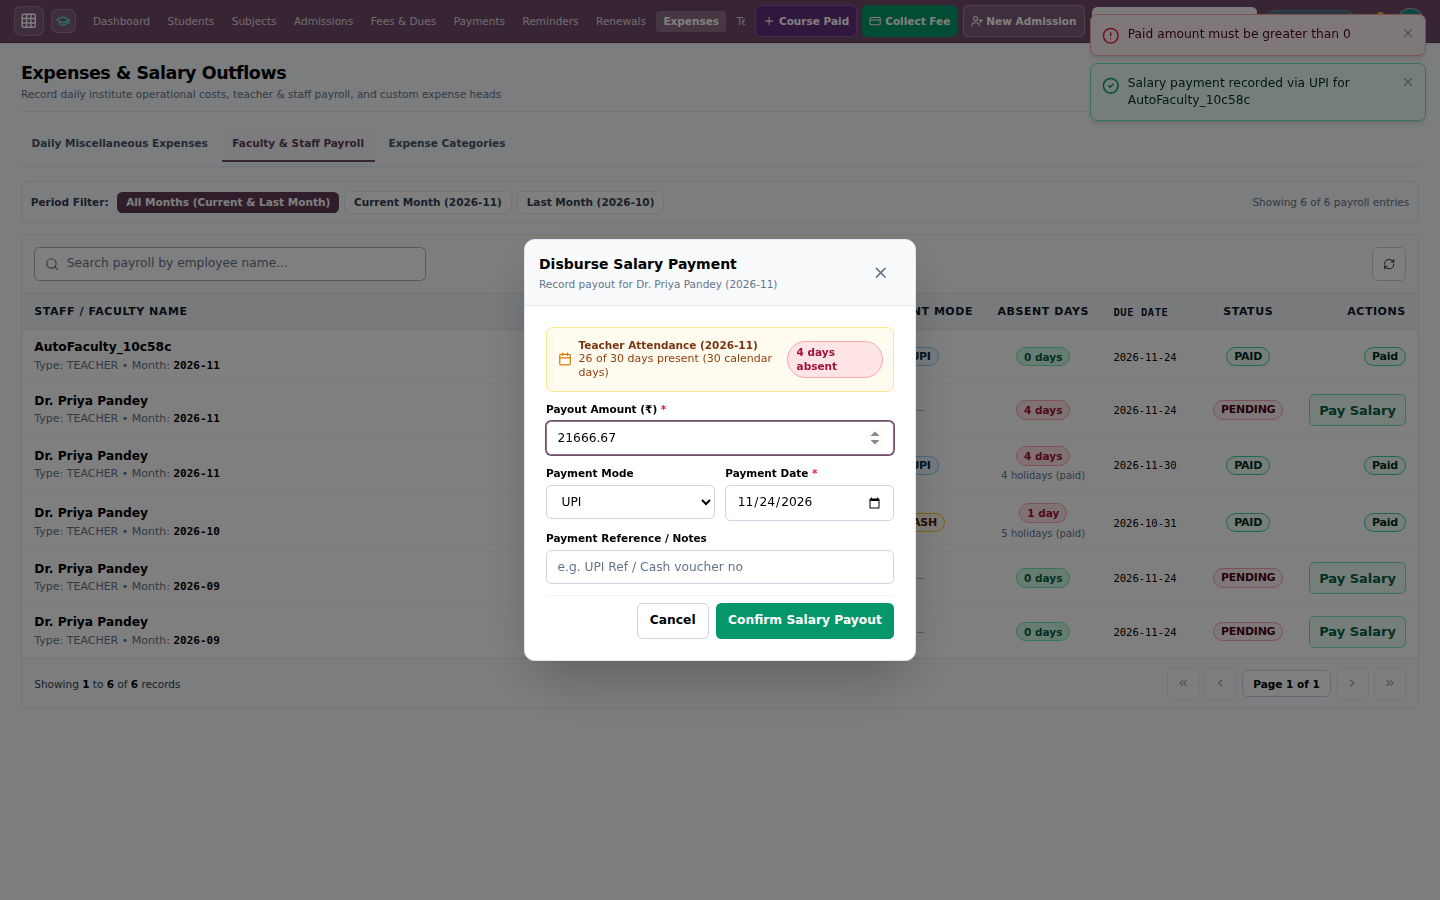 Dashboard
Students
Subjects
Admissions
Fees & Dues
Payments
Reminders
Renewals
Expenses
Course Paid
Collect Fee
New Admission
Paid amount must be greater than 0
Salary payment recorded via UPI for
AutoFaculty_10c58c
Expenses & Salary Outflows
Record daily institute operational costs, teacher & staff payroll, and custom expense heads
Daily Miscellaneous Expenses
Faculty & Staff Payroll
Expense Categories
Period Filter:
All Months (Current & Last Month)
Current Month (2026-11)
Last Month (2026-10)
Showing 6 of 6 payroll entries
Search payroll by employee name...
STAFF / FACULTY NAME
NT MODE
ABSENT DAYS
DUE DATE
STATUS
ACTIONS
AutoFaculty_10c58c
Type: TEACHER • Month: 2026-11
UPI
0 days
2026-11-24
PAID
Paid
Dr. Priya Pandey
Type: TEACHER • Month: 2026-11
–
4 days
2026-11-24
PENDING
Pay Salary
Dr. Priya Pandey
Type: TEACHER • Month: 2026-11
UPI
4 days
4 holidays (paid)
2026-11-30
PAID
Paid
Dr. Priya Pandey
Type: TEACHER • Month: 2026-10
ASH
1 day
5 holidays (paid)
2026-10-31
PAID
Paid
Dr. Priya Pandey
Type: TEACHER • Month: 2026-09
–
0 days
2026-11-24
PENDING
Pay Salary
Dr. Priya Pandey
Type: TEACHER • Month: 2026-09
–
0 days
2026-11-24
PENDING
Pay Salary
Showing 1 to 6 of 6 records
« ‹ Page 1 of 1 › »
Disburse Salary Payment
Record payout for Dr. Priya Pandey (2026-11)
Teacher Attendance (2026-11)
26 of 30 days present (30 calendar
days)
4 days
absent
Payout Amount (₹) *
21666.67
Payment Mode
Payment Date *
UPI
11/24/2026
Payment Reference / Notes
e.g. UPI Ref / Cash voucher no
Cancel
Confirm Salary Payout